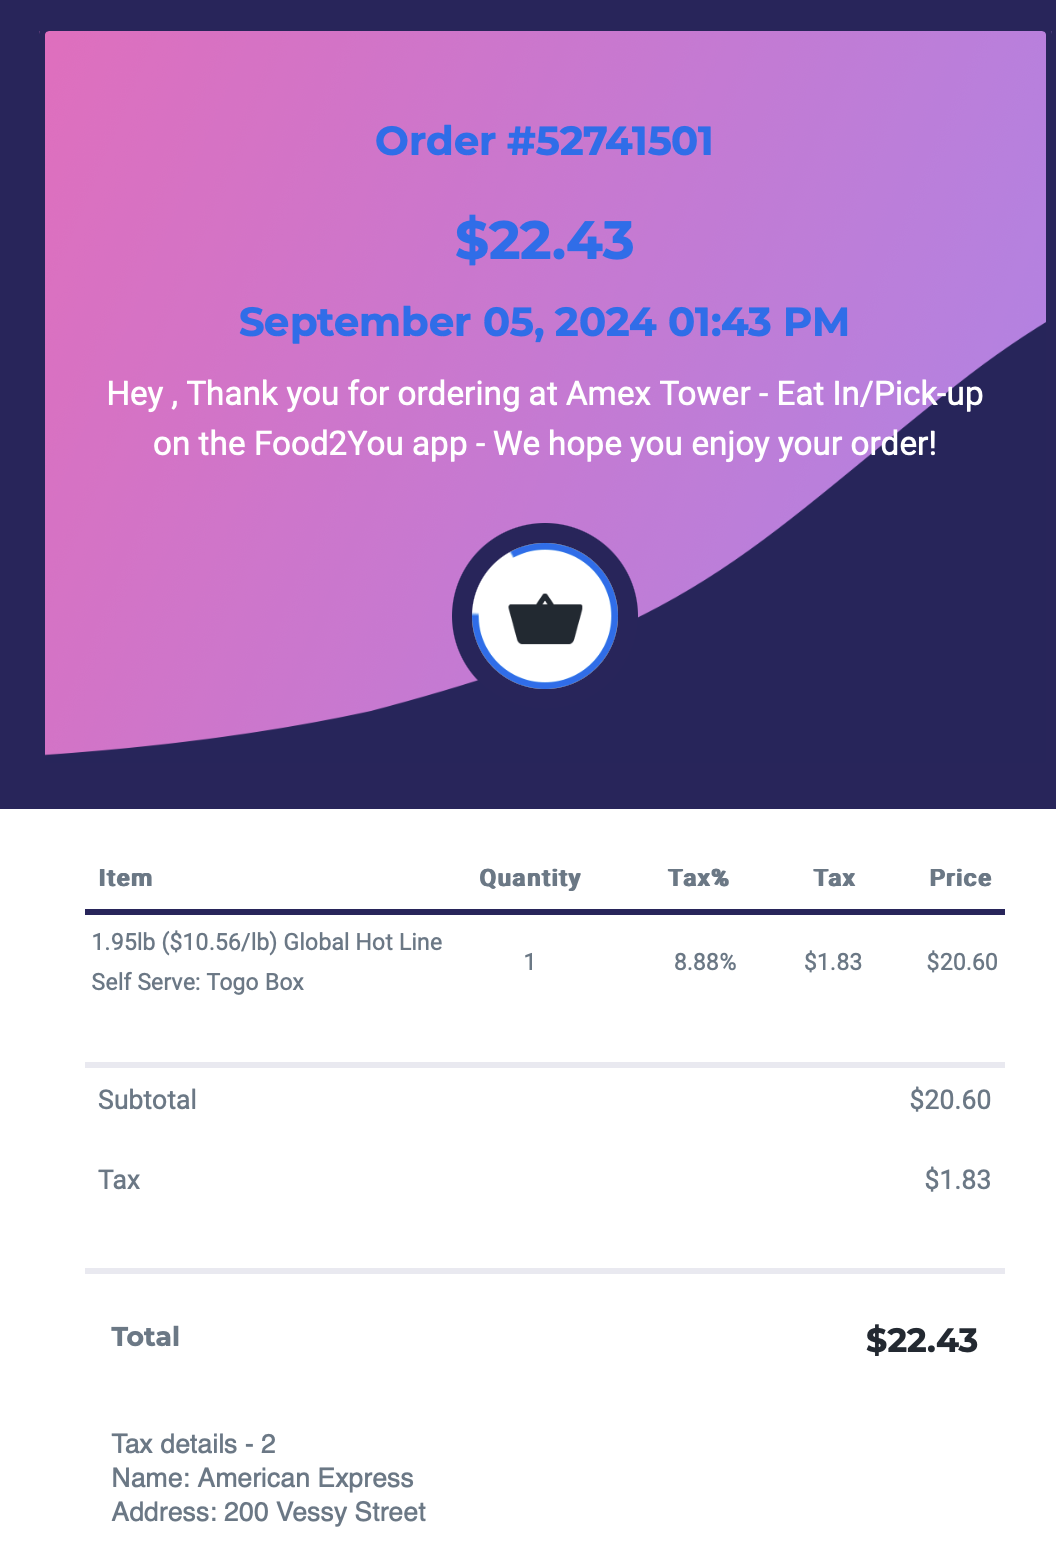 Order #52741501
$22.43
September 05, 2024 01:43 PM
Hey , Thank you for ordering at Amex Tower - Eat In/Pick-up
on the Food2You app - We hope you enjoy your order!
Item Quantity Tax% Tax Price
1.95lb ($10.56/lb) Global Hot Line
Self Serve: Togo Box
1 8.88% $1.83 $20.60
Subtotal $20.60
Tax $1.83
Total $22.43
Tax details - 2
Name: American Express
Address: 200 Vessy Street